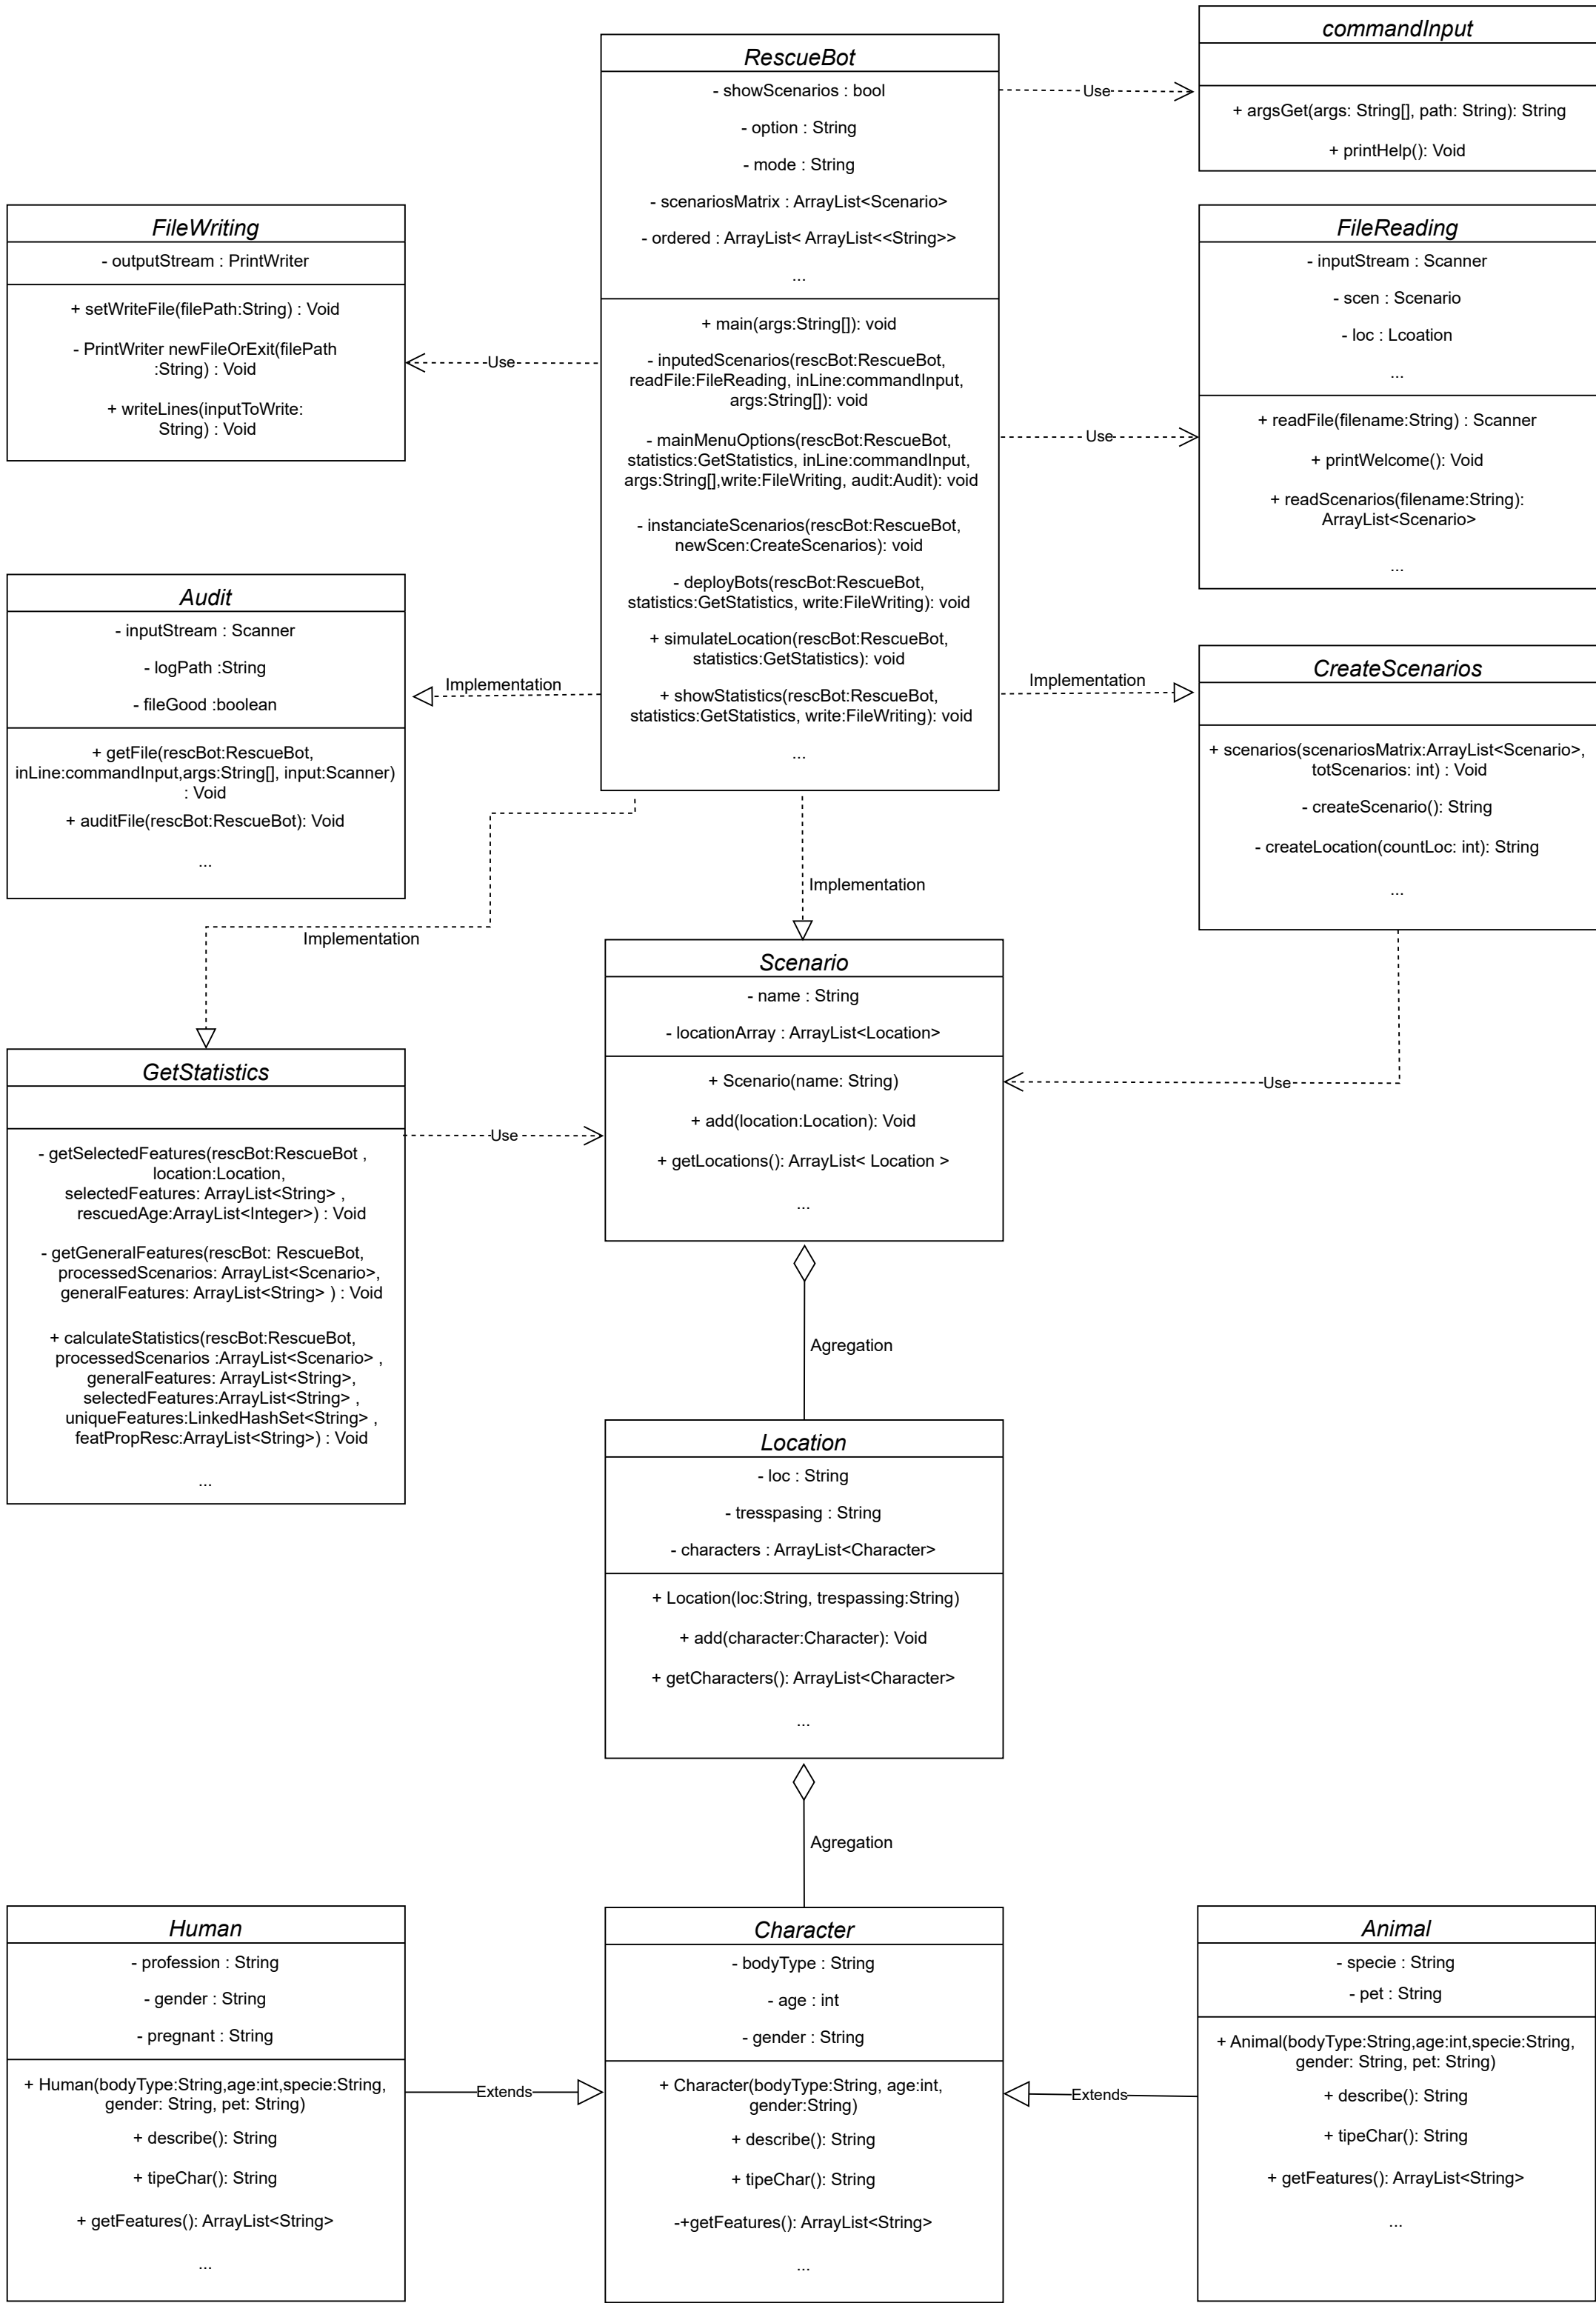 commandInput
+ argsGet(args: String[], path: String): String
+ printHelp(): Void
RescueBot
- showScenarios : bool
- option : String
- mode : String
- scenariosMatrix : ArrayList<Scenario>
- ordered : ArrayList< ArrayList<<String>>
...
+ main(args:String[]): void
- inputedScenarios(rescBot:RescueBot,
readFile:FileReading, inLine:commandInput,
args:String[]): void
- mainMenuOptions(rescBot:RescueBot,
statistics:GetStatistics, inLine:commandInput,
args:String[],write:FileWriting, audit:Audit): void
- instanciateScenarios(rescBot:RescueBot,
newScen:CreateScenarios): void
- deployBots(rescBot:RescueBot,
statistics:GetStatistics, write:FileWriting): void
+ simulateLocation(rescBot:RescueBot,
statistics:GetStatistics): void
+ showStatistics(rescBot:RescueBot,
statistics:GetStatistics, write:FileWriting): void
...
Use
FileWriting
- outputStream : PrintWriter
+ setWriteFile(filePath:String) : Void
- PrintWriter newFileOrExit(filePath
:String) : Void
+ writeLines(inputToWrite:
String) : Void
Use
FileReading
- inputStream : Scanner
- scen : Scenario
- loc : Lcoation
...
+ readFile(filename:String) : Scanner
+ printWelcome(): Void
+ readScenarios(filename:String):
ArrayList<Scenario>
...
Use
Audit
- inputStream : Scanner
- logPath :String
- fileGood :boolean
+ getFile(rescBot:RescueBot,
inLine:commandInput,args:String[], input:Scanner)
: Void
+ auditFile(rescBot:RescueBot): Void
...
Implementation
Implementation
CreateScenarios
+ scenarios(scenariosMatrix:ArrayList<Scenario>,
totScenarios: int) : Void
- createScenario(): String
- createLocation(countLoc: int): String
...
Implementation
Implementation
Scenario
- name : String
- locationArray : ArrayList<Location>
+ Scenario(name: String)
+ add(location:Location): Void
+ getLocations(): ArrayList< Location >
...
Use
GetStatistics
- getSelectedFeatures(rescBot:RescueBot ,
location:Location,
selectedFeatures: ArrayList<String> ,
rescuedAge:ArrayList<Integer>) : Void
- getGeneralFeatures(rescBot: RescueBot,
processedScenarios: ArrayList<Scenario>,
generalFeatures: ArrayList<String> ) : Void
+ calculateStatistics(rescBot:RescueBot,
processedScenarios :ArrayList<Scenario> ,
generalFeatures: ArrayList<String>,
selectedFeatures:ArrayList<String> ,
uniqueFeatures:LinkedHashSet<String> ,
featPropResc:ArrayList<String>) : Void
...
Use
Agregation
Location
- loc : String
- tresspasing : String
- characters : ArrayList<Character>
+ Location(loc:String, trespassing:String)
+ add(character:Character): Void
+ getCharacters(): ArrayList<Character>
...
Agregation
Human
- profession : String
- gender : String
- pregnant : String
+ Human(bodyType:String,age:int,specie:String,
gender: String, pet: String)
+ describe(): String
+ tipeChar(): String
+ getFeatures(): ArrayList<String>
...
Extends
Character
- bodyType : String
- age : int
- gender : String
+ Character(bodyType:String, age:int,
gender:String)
+ describe(): String
+ tipeChar(): String
-+getFeatures(): ArrayList<String>
...
Extends
Animal
- specie : String
- pet : String
+ Animal(bodyType:String,age:int,specie:String,
gender: String, pet: String)
+ describe(): String
+ tipeChar(): String
+ getFeatures(): ArrayList<String>
...